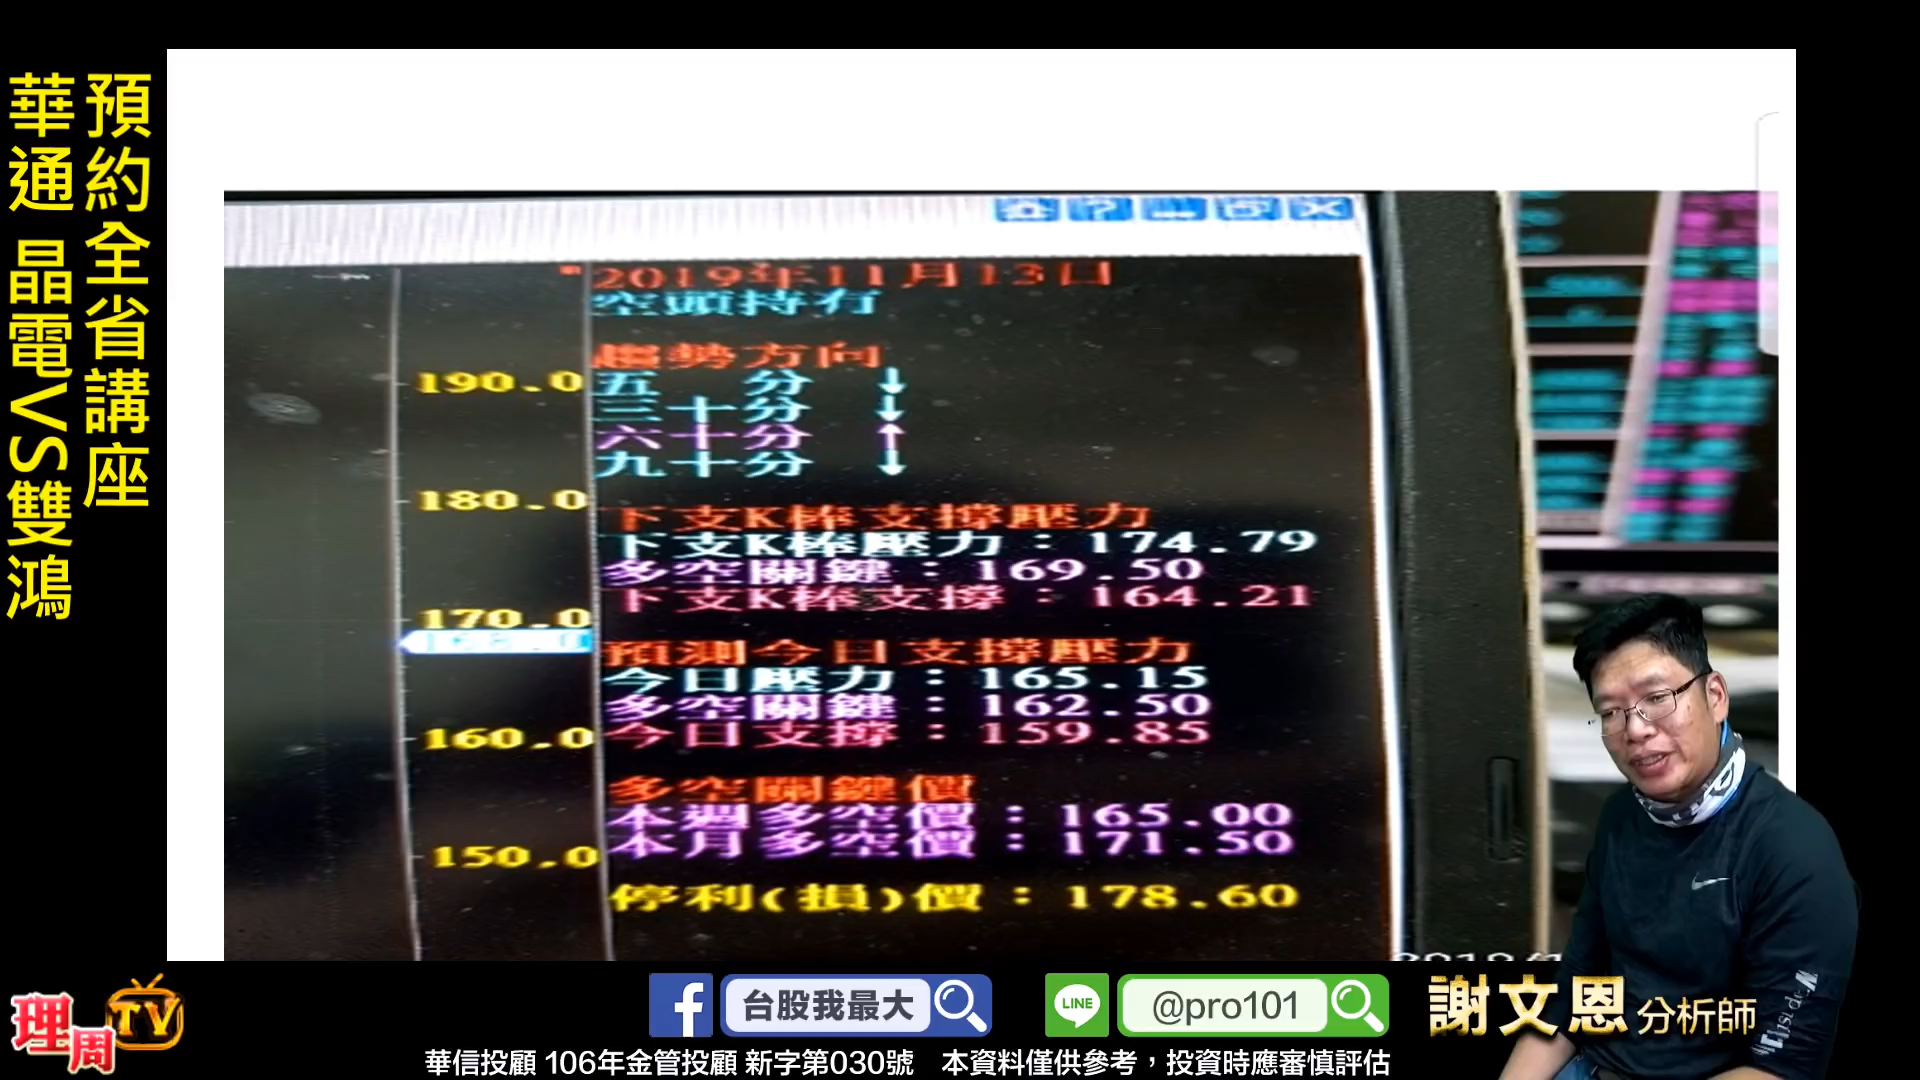 預約全省講座
華通 晶電VS雙鴻
2019年11月13日
空頭持有
趨勢方向
五 分 ↓
三十分 ↓
六十分 ↑
九十分 ↓
下支K棒支撐壓力
下支K棒壓力：174.79
多空關鍵：169.50
下支K棒支撐：164.21
預測今日支撐壓力
今日壓力：165.15
多空關鍵：162.50
今日支撐：159.85
多空關鍵價
本週多空價：165.00
本月多空價：171.50
停利(損)價：178.60
190.0
180.0
170.0
160.0
150.0
理周TV
台股我最大
LINE
@pro101
謝文恩 分析師
華信投顧 106年金管投顧 新字第030號 本資料僅供參考，投資時應審慎評估